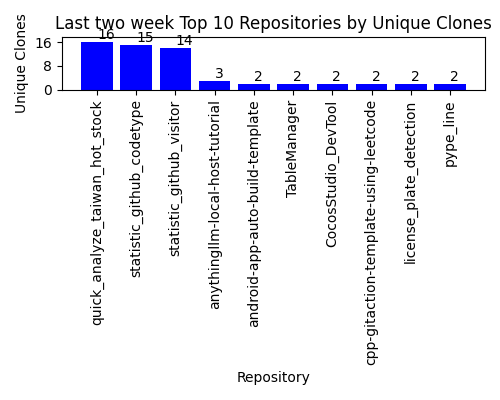 Last two week Top 10 Repositories by Unique Clones
Unique Clones
16
8
0
16
15
14
3
2
2
2
2
2
2
quick_analyze_taiwan_hot_stock
statistic_github_codetype
statistic_github_visitor
anythingllm-local-host-tutorial
android-app-auto-build-template
TableManager
CocosStudio_DevTool
cpp-gitaction-template-using-leetcode
license_plate_detection
pype_line
Repository